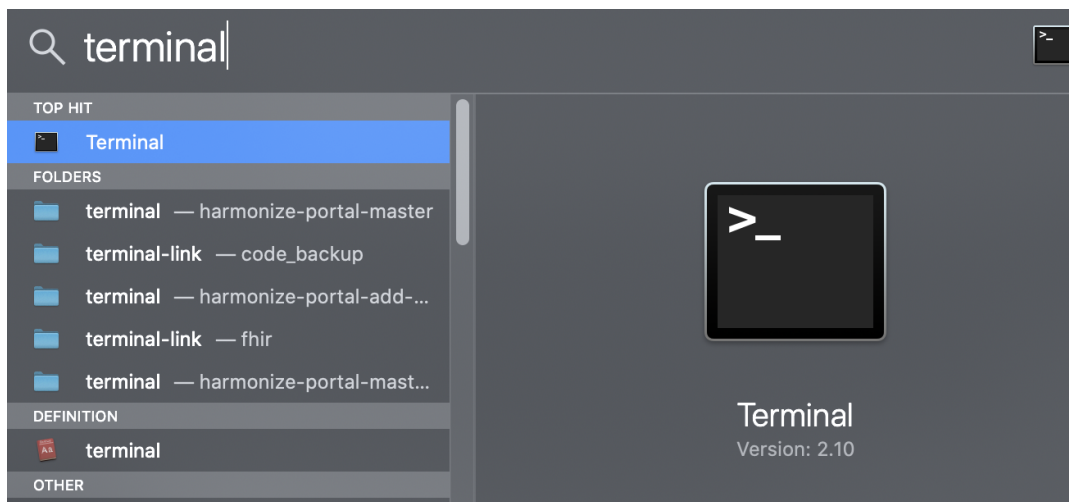 terminal
>_
TOP HIT
>_ Terminal
FOLDERS
terminal — harmonize-portal-master
terminal-link — code_backup
terminal — harmonize-portal-add-...
terminal-link — fhir
terminal — harmonize-portal-mast...
DEFINITION
Aa terminal
OTHER
>_
Terminal
Version: 2.10